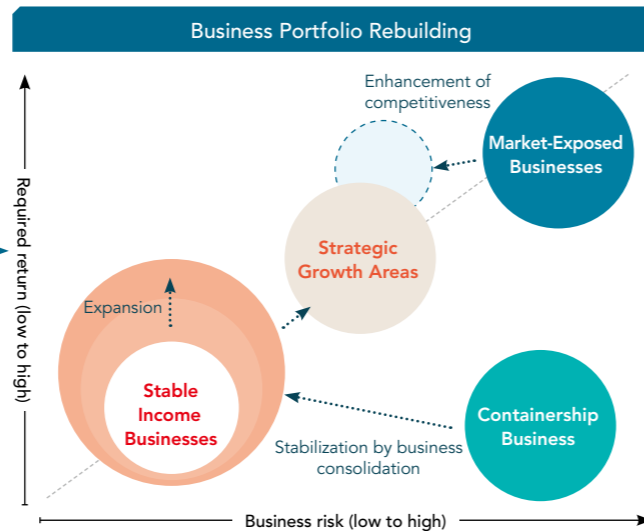 Business Portfolio Rebuilding
Enhancement of
competitiveness
Market-Exposed
Businesses
Strategic
Growth Areas
Expansion
Stable
Income
Businesses
Containership
Business
Stabilization by business
consolidation
Required return (low to high)
Business risk (low to high)